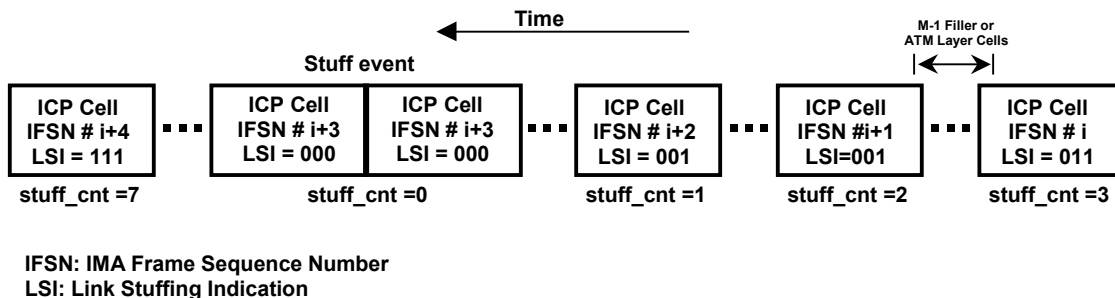 Time
M-1 Filler or
ATM Layer Cells
Stuff event
ICP Cell
IFSN # i+4
LSI = 111
ICP Cell
IFSN # i+3
LSI = 000
ICP Cell
IFSN # i+3
LSI = 000
ICP Cell
IFSN # i+2
LSI = 001
ICP Cell
IFSN #i+1
LSI=001
ICP Cell
IFSN # i
LSI = 011
stuff_cnt =7
stuff_cnt =0
stuff_cnt =1
stuff_cnt =2
stuff_cnt =3
IFSN: IMA Frame Sequence Number
LSI: Link Stuffing Indication